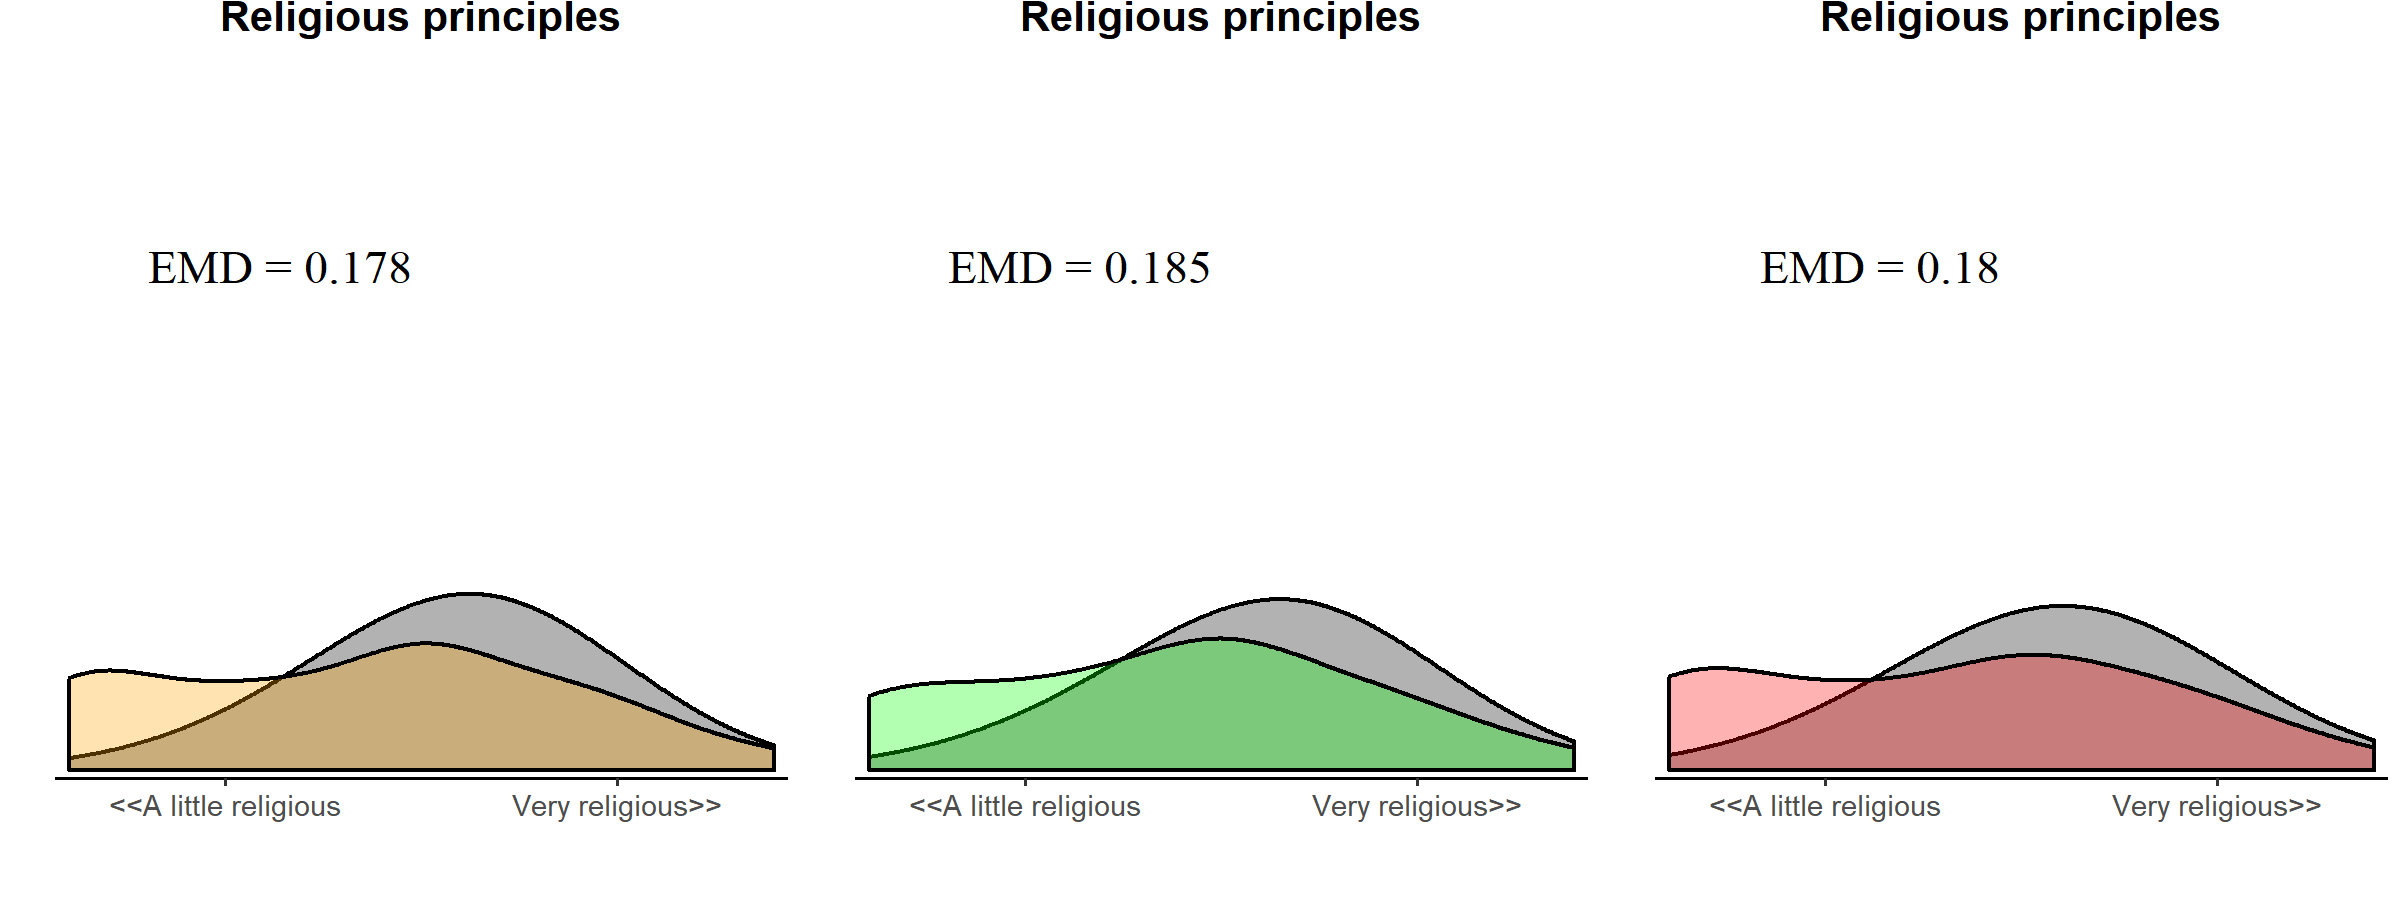 Religious principles
Religious principles
Religious principles
EMD = 0.178
EMD = 0.185
EMD = 0.18
<<A little religious
Very religious>>
<<A little religious
Very religious>>
<<A little religious
Very religious>>